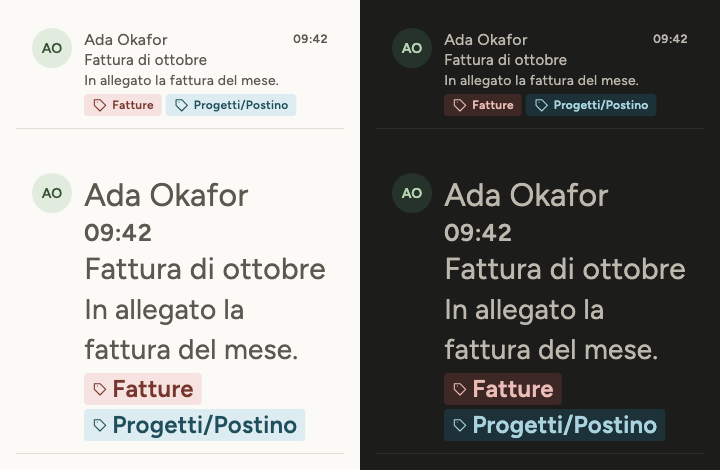 AO Ada Okafor 09:42
Fattura di ottobre
In allegato la fattura del mese.
Fatture Progetti/Postino
AO Ada Okafor
09:42
Fattura di ottobre
In allegato la
fattura del mese.
Fatture
Progetti/Postino
AO Ada Okafor 09:42
Fattura di ottobre
In allegato la fattura del mese.
Fatture Progetti/Postino
AO Ada Okafor
09:42
Fattura di ottobre
In allegato la
fattura del mese.
Fatture
Progetti/Postino